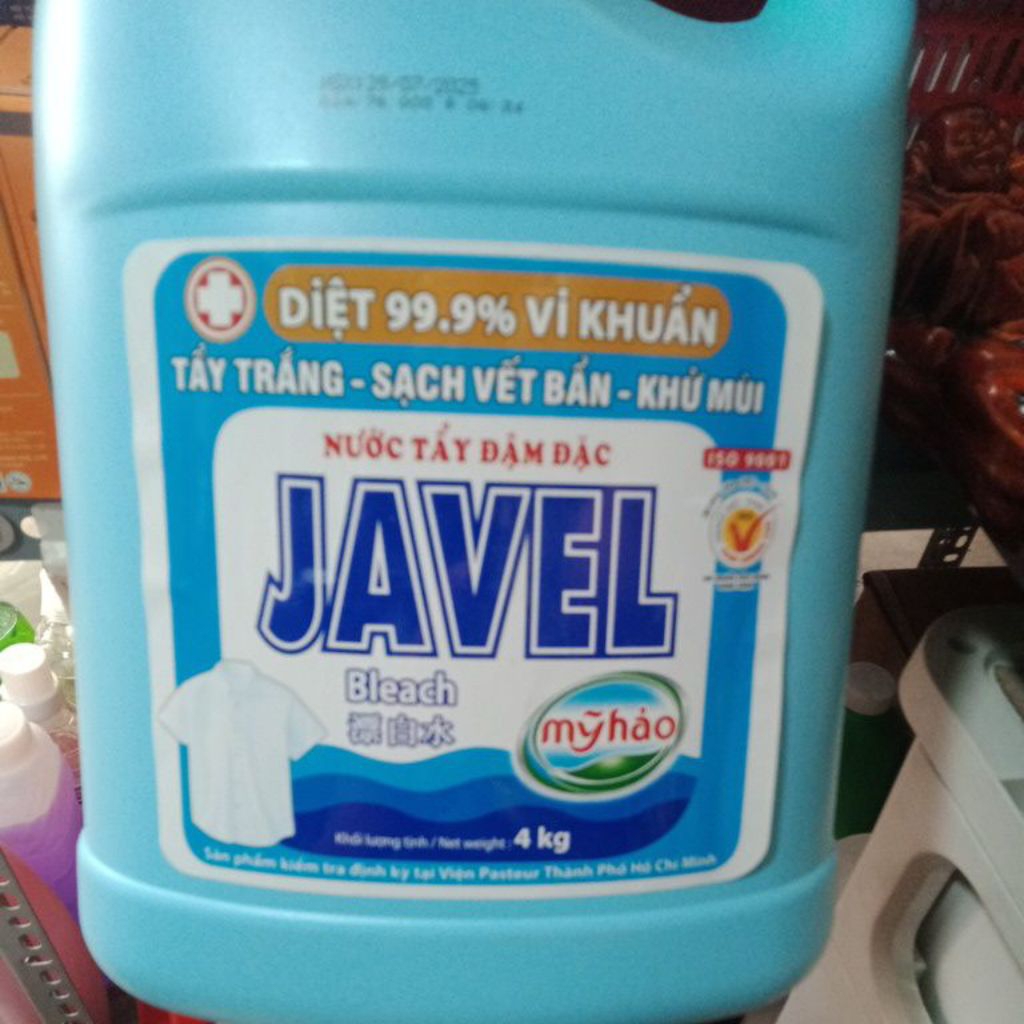 DIỆT 99.9% VI KHUẨN
TẨY TRẮNG - SẠCH VẾT BẨN - KHỬ MÙI
NƯỚC TẨY ĐẬM ĐẶC
ISO 9001
JAVEL
Bleach
漂白水
mỹhảo
Khối lượng tịnh / Net weight : 4 kg
Sản phẩm kiểm tra định kỳ tại Viện Pasteur Thành Phố Hồ Chí Minh